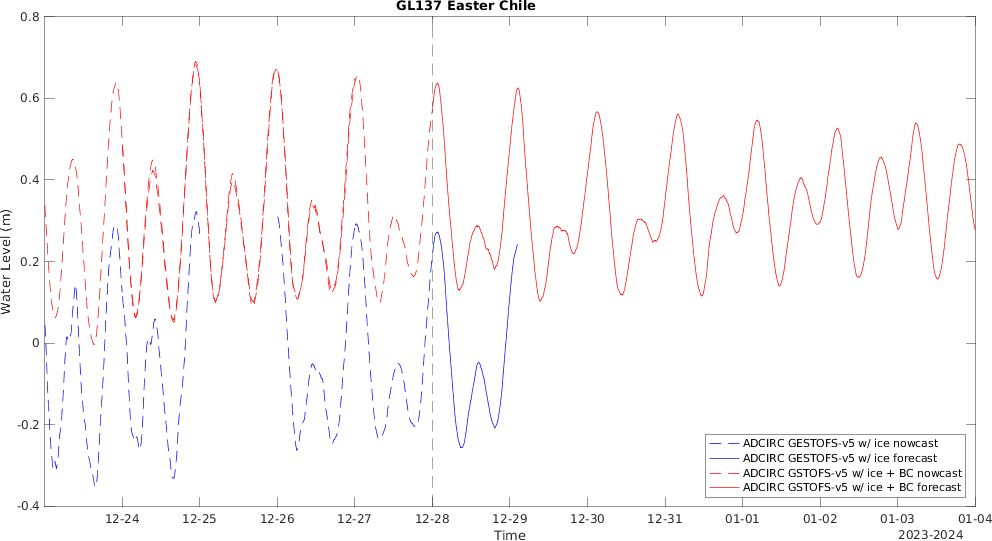 GL137 Easter Chile
0.8
0.6
0.4
0.2
0
-0.2
-0.4
Water Level (m)
12-24
12-25
12-26
12-27
12-28
12-29
12-30
12-31
01-01
01-02
01-03
01-04
Time
2023-2024
ADCIRC GESTOFS-v5 w/ ice nowcast
ADCIRC GESTOFS-v5 w/ ice forecast
ADCIRC GSTOFS-v5 w/ ice + BC nowcast
ADCIRC GSTOFS-v5 w/ ice + BC forecast